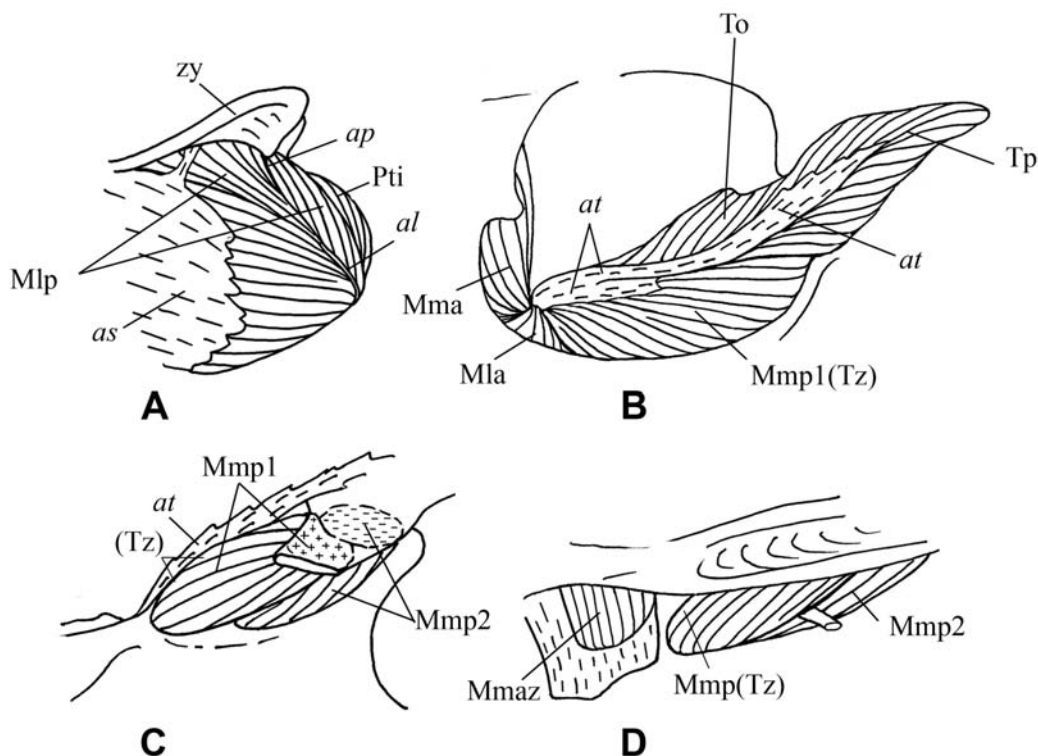 zy
ap
Pti
al
Mlp
as
A
To
Tp
at
at
Mma
Mla
Mmp1(Tz)
B
Mmp1
at
(Tz)
Mmp2
C
Mmp2
Mmaz
Mmp(Tz)
D